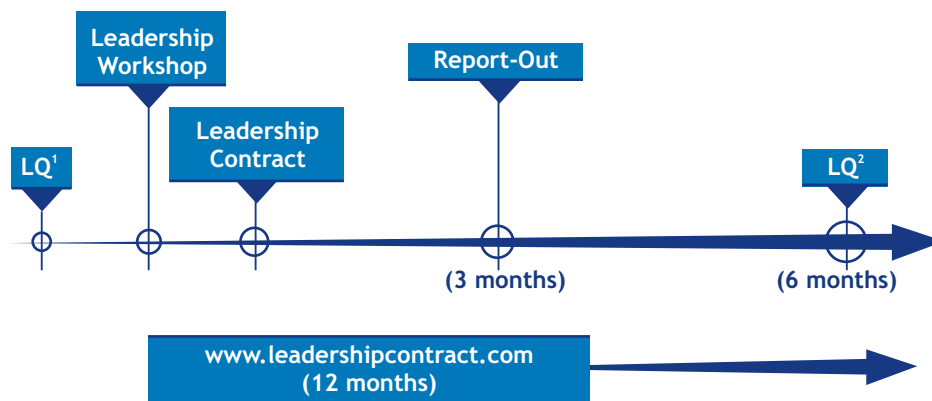 Leadership
Workshop
Report-Out
Leadership
Contract
LQ¹
LQ²
(3 months)
(6 months)
www.leadershipcontract.com
(12 months)